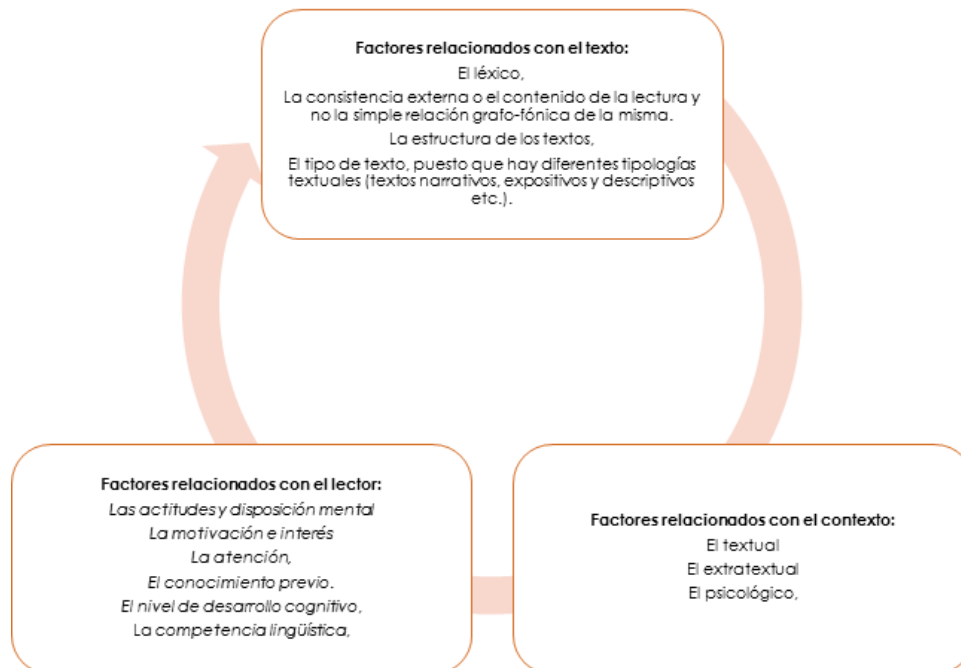 Factores relacionados con el texto:
El léxico,
La consistencia externa o el contenido de la lectura y
no la simple relación grafo-fónica de la misma.
La estructura de los textos,
El tipo de texto, puesto que hay diferentes tipologías
textuales (textos narrativos, expositivos y descriptivos
etc.).
Factores relacionados con el lector:
Las actitudes y disposición mental
La motivación e interés
La atención,
El conocimiento previo.
El nivel de desarrollo cognitivo,
La competencia lingüística,
Factores relacionados con el contexto:
El textual
El extratextual
El psicológico,